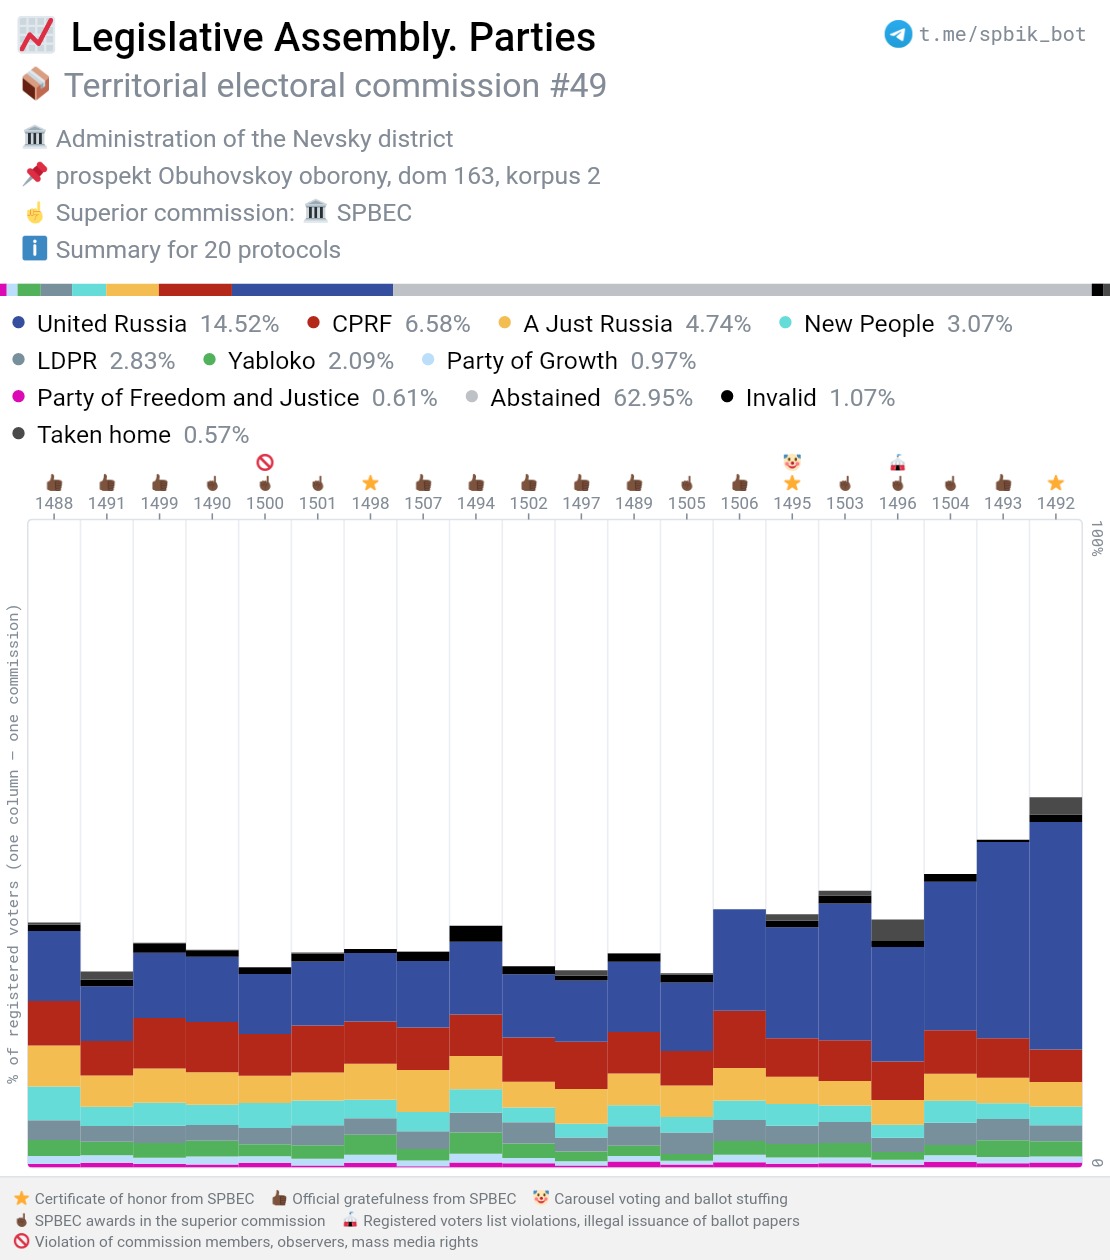 Legislative Assembly. Parties
t.me/spbik_bot
Territorial electoral commission #49
Administration of the Nevsky district
prospekt Obuhovskoy oborony, dom 163, korpus 2
Superior commission: SPBEC
Summary for 20 protocols
United Russia 14.52% CPRF 6.58% A Just Russia 4.74% New People 3.07%
LDPR 2.83% Yabloko 2.09% Party of Growth 0.97%
Party of Freedom and Justice 0.61% Abstained 62.95% Invalid 1.07%
Taken home 0.57%
1488 1491 1499 1490 1500 1501 1498 1507 1494 1502 1497 1489 1505 1506 1495 1503 1496 1504 1493 1492
100%
% of registered voters (one column – one commission)
0
Certificate of honor from SPBEC Official gratefulness from SPBEC Carousel voting and ballot stuffing
SPBEC awards in the superior commission Registered voters list violations, illegal issuance of ballot papers
Violation of commission members, observers, mass media rights